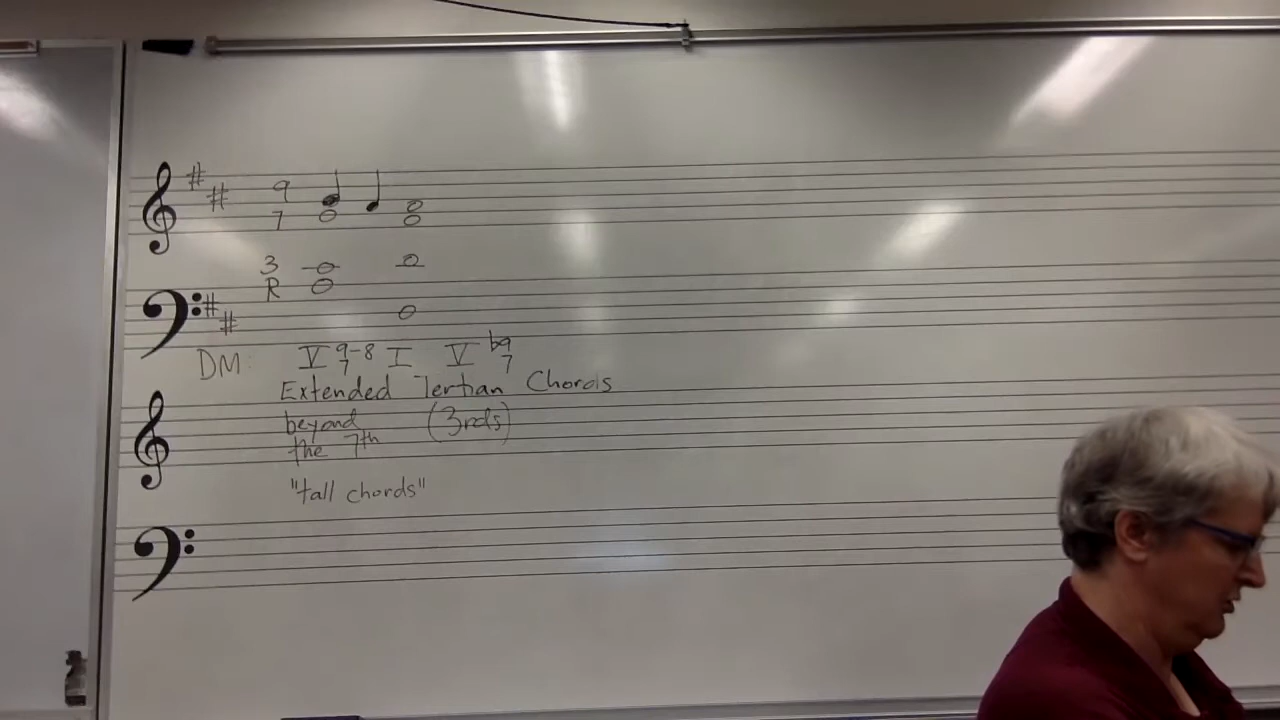 9
7
3
R
DM: V 9-8 7 I V b9 7
Extended Tertian Chords
beyond (3rds)
the 7th
"tall chords"